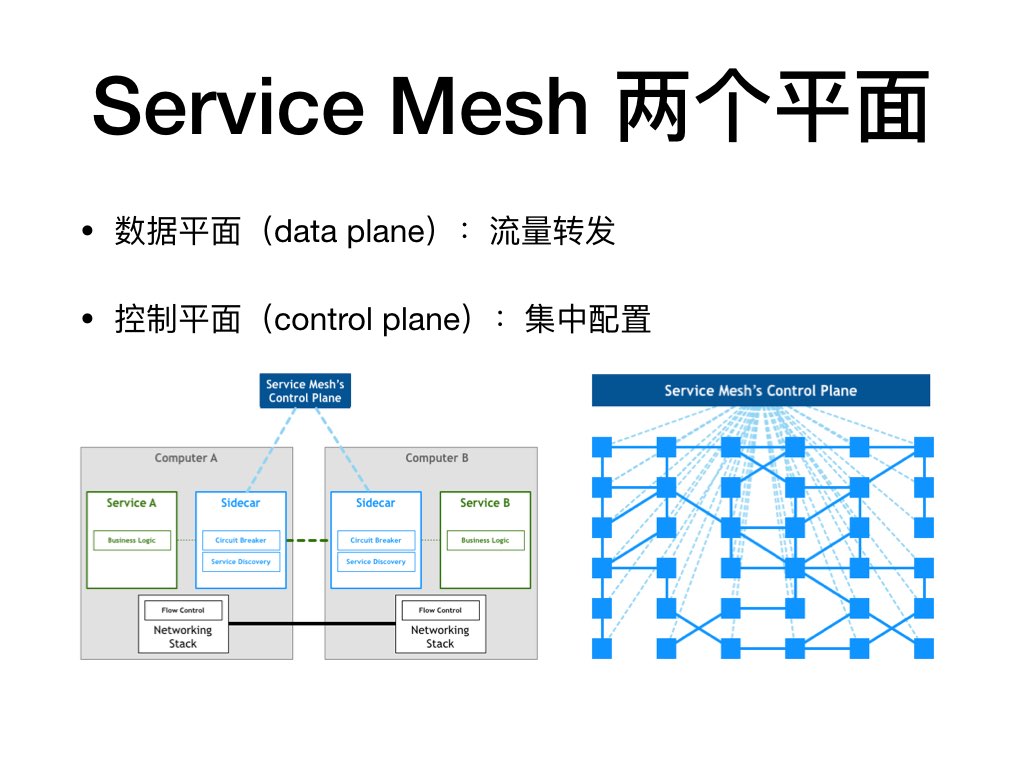 Service Mesh 两个平面
• 数据平面（data plane）：流量转发
• 控制平面（control plane）：集中配置
Service Mesh's
Control Plane
Computer A
Service A
Business Logic
Sidecar
Circuit Breaker
Service Discovery
Flow Control
Networking
Stack
Computer B
Sidecar
Circuit Breaker
Service Discovery
Service B
Business Logic
Flow Control
Networking
Stack
Service Mesh's Control Plane